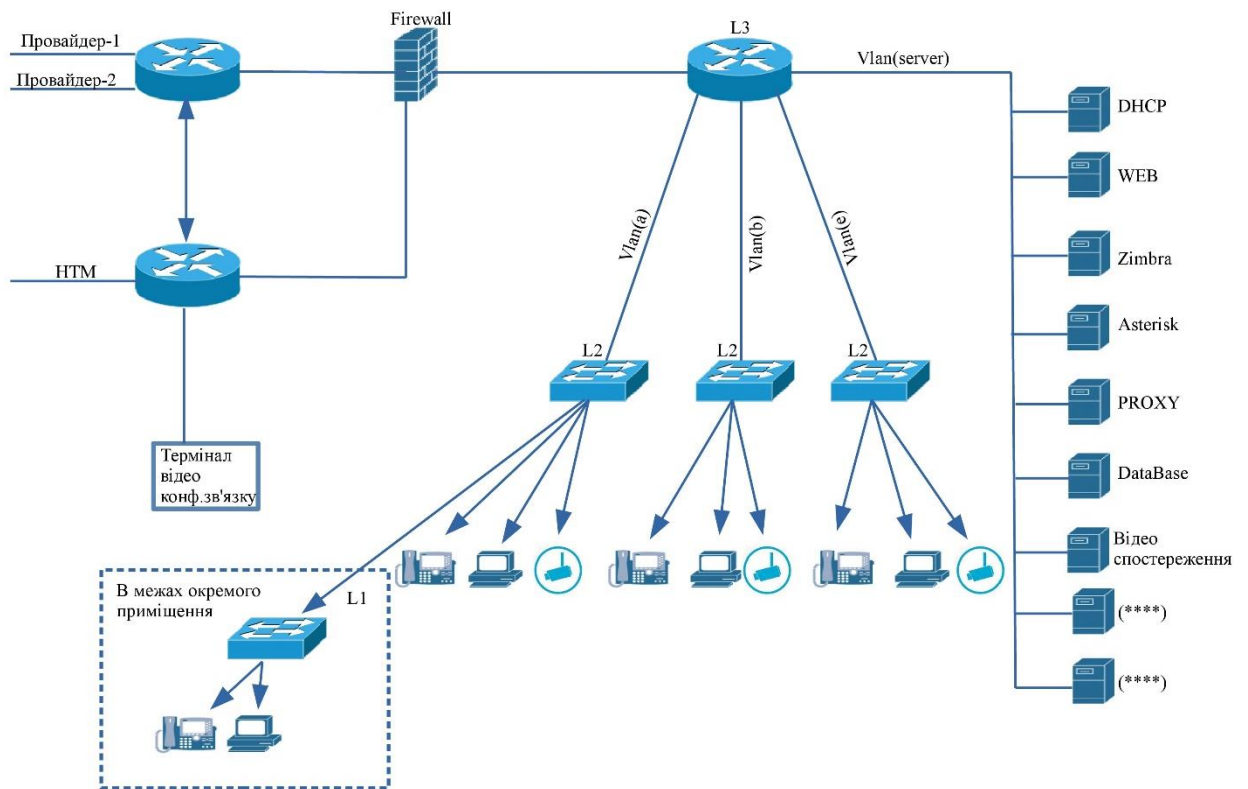 Firewall
L3
Провайдер-1
Vlan(server)
Провайдер-2
DHCP
WEB
Vlan(a)
Vlan(b)
Vlan(e)
Zimbra
НТМ
Asterisk
L2
L2
L2
PROXY
Термінал
відео
конф.зв'язку
DataBase
Відео
спостереження
В межах окремого
приміщення
L1
(****)
(****)